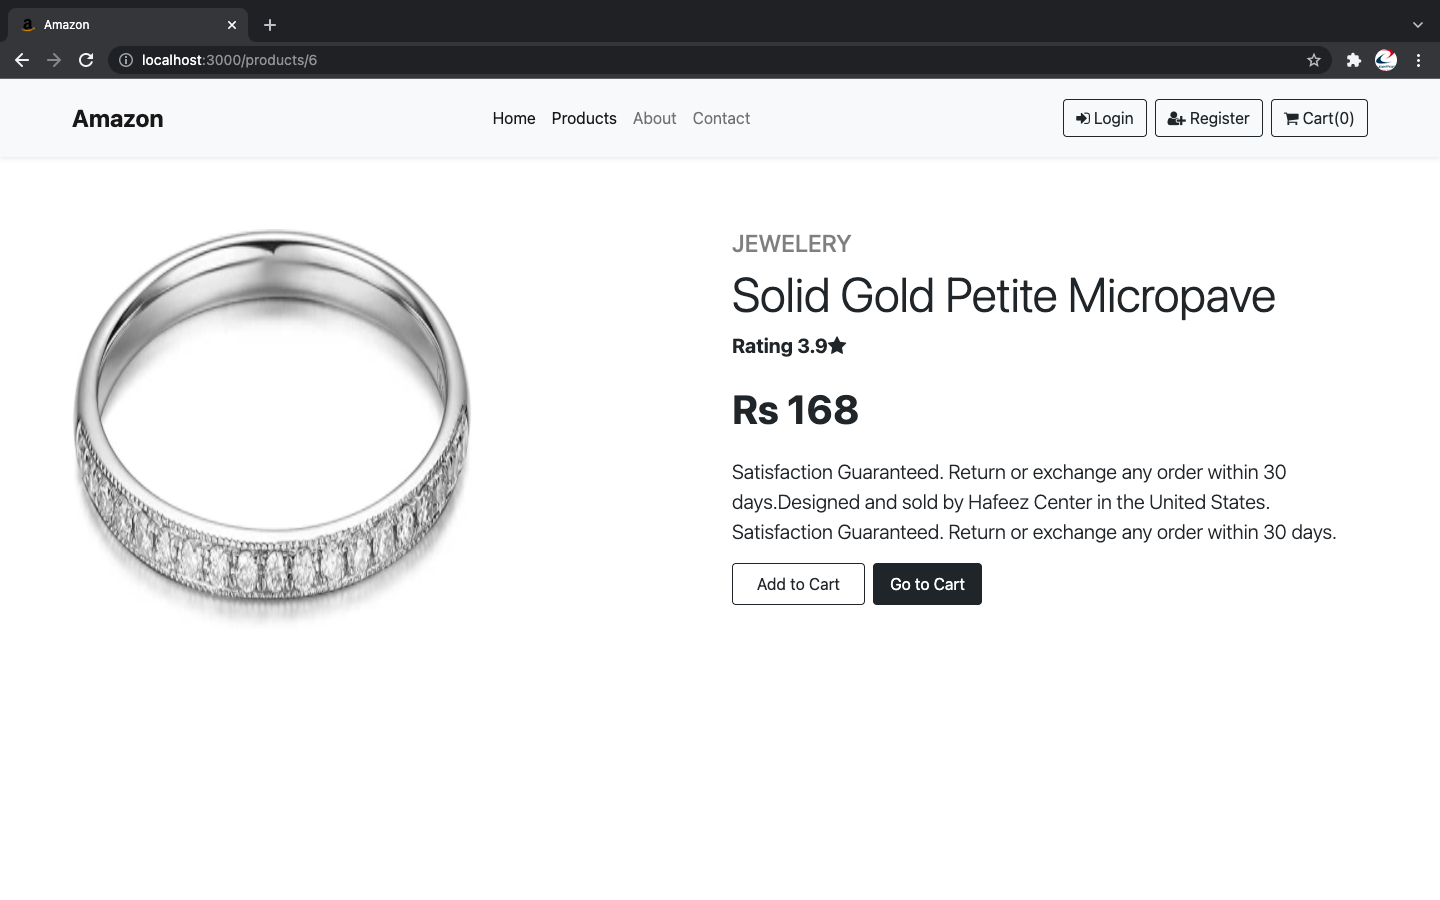 Amazon
localhost:3000/products/6
Amazon
Home Products About Contact
Login Register Cart(0)
JEWELERY
Solid Gold Petite Micropave
Rating 3.9
Rs 168
Satisfaction Guaranteed. Return or exchange any order within 30
days.Designed and sold by Hafeez Center in the United States.
Satisfaction Guaranteed. Return or exchange any order within 30 days.
Add to Cart Go to Cart